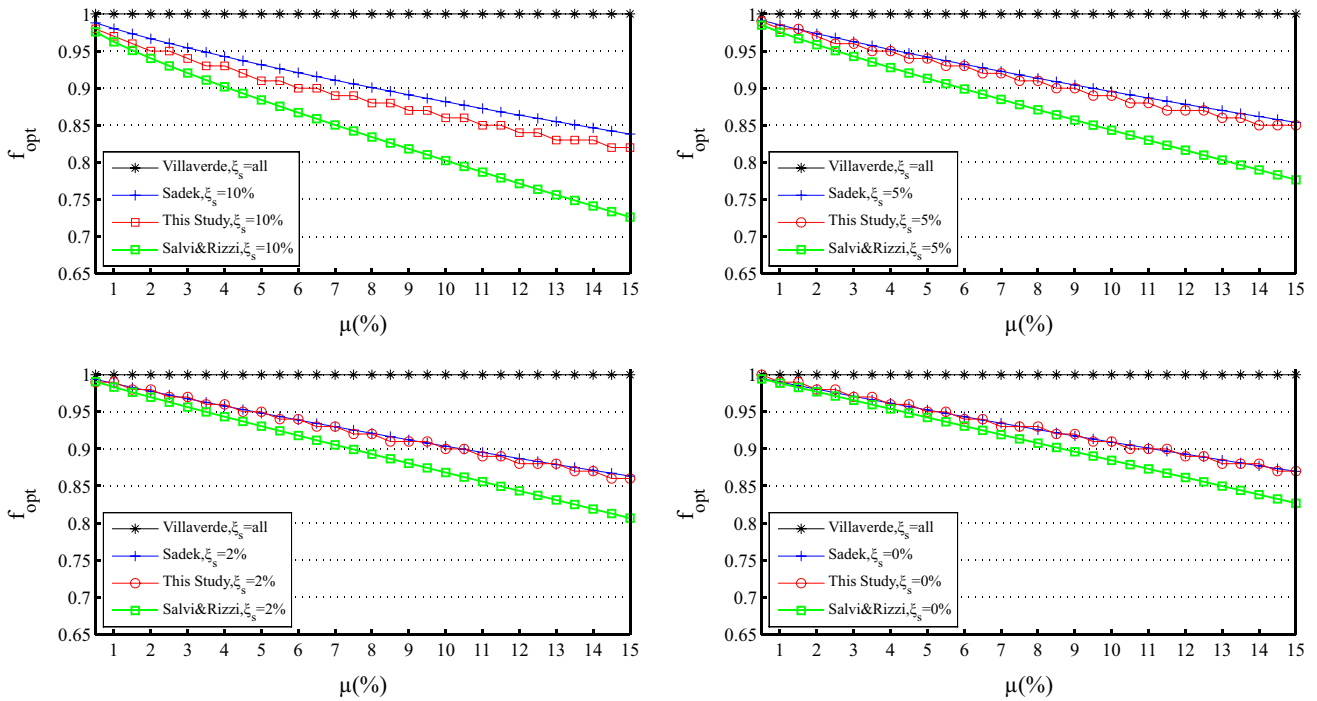 1
0.95
0.9
0.85
0.8
0.75
0.7
0.65
f_opt
Villaverde,ξ_s=all
Sadek,ξ_s=10%
This Study,ξ_s=10%
Salvi&Rizzi,ξ_s=10%
1 2 3 4 5 6 7 8 9 10 11 12 13 14 15
μ(%)
1
0.95
0.9
0.85
0.8
0.75
0.7
0.65
f_opt
Villaverde,ξ_s=all
Sadek,ξ_s=5%
This Study,ξ_s=5%
Salvi&Rizzi,ξ_s=5%
1 2 3 4 5 6 7 8 9 10 11 12 13 14 15
μ(%)
1
0.95
0.9
0.85
0.8
0.75
0.7
0.65
f_opt
Villaverde,ξ_s=all
Sadek,ξ_s=2%
This Study,ξ_s=2%
Salvi&Rizzi,ξ_s=2%
1 2 3 4 5 6 7 8 9 10 11 12 13 14 15
μ(%)
1
0.95
0.9
0.85
0.8
0.75
0.7
0.65
f_opt
Villaverde,ξ_s=all
Sadek,ξ_s=0%
This Study,ξ_s=0%
Salvi&Rizzi,ξ_s=0%
1 2 3 4 5 6 7 8 9 10 11 12 13 14 15
μ(%)